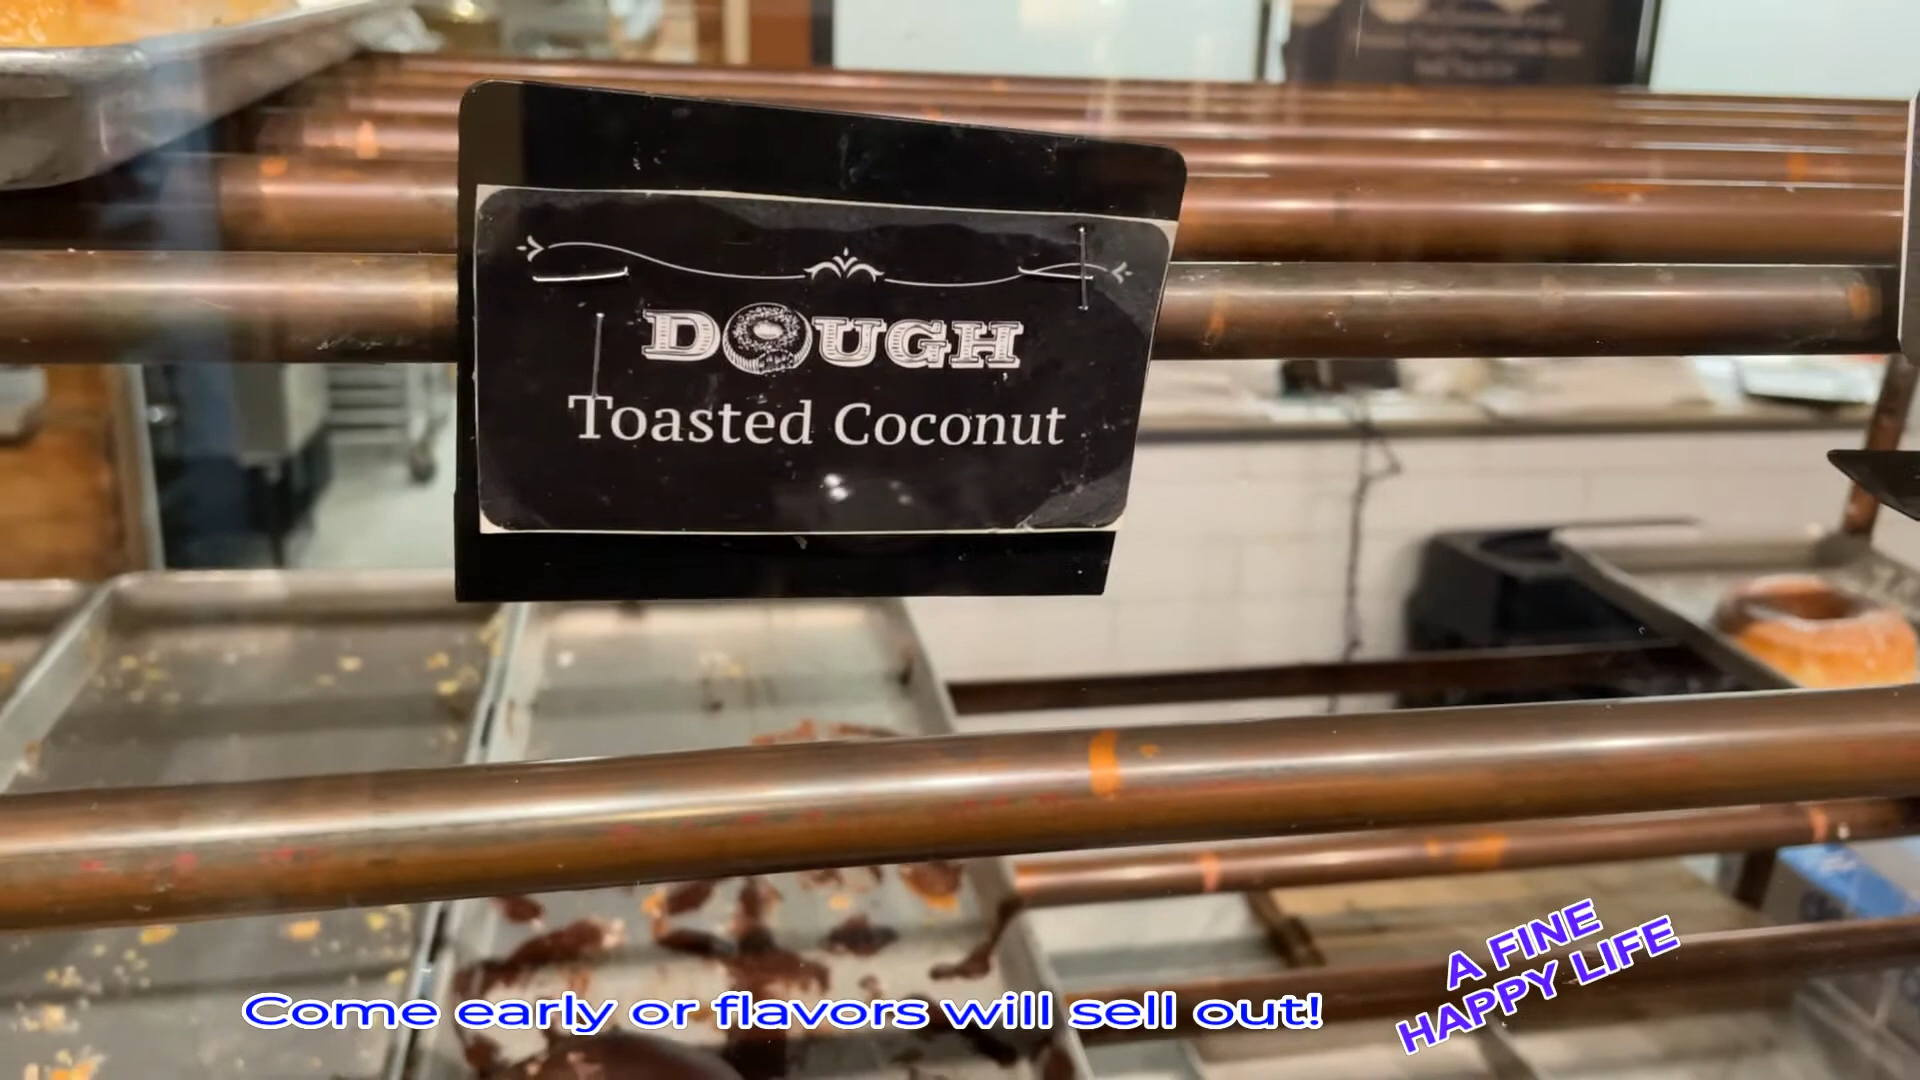 DOUGH
Toasted Coconut
Come early or flavors will sell out!
A FINE
HAPPY LIFE